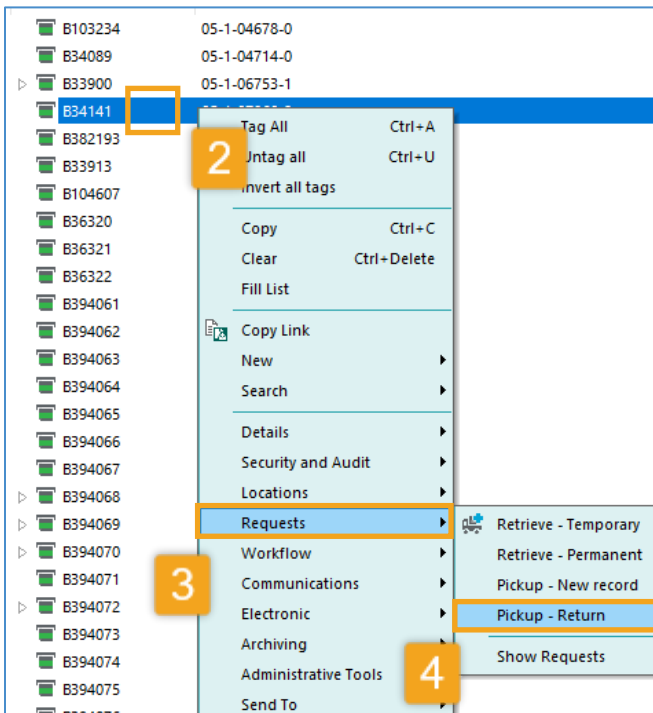 B103234 05-1-04678-0
B34089 05-1-04714-0
B33900 05-1-06753-1
B34141
B382193
B33913
B104607
B36320
B36321
B36322
B394061
B394062
B394063
B394064
B394065
B394066
B394067
B394068
B394069
B394070
B394071
B394072
B394073
B394074
B394075
2
Tag All Ctrl+A
Untag all Ctrl+U
Invert all tags
Copy Ctrl+C
Clear Ctrl+Delete
Fill List
Copy Link
New
Search
Details
Security and Audit
Locations
Requests
Workflow
3
Communications
Electronic
Archiving
Administrative Tools
Send To
Retrieve - Temporary
Retrieve - Permanent
Pickup - New record
Pickup - Return
4
Show Requests